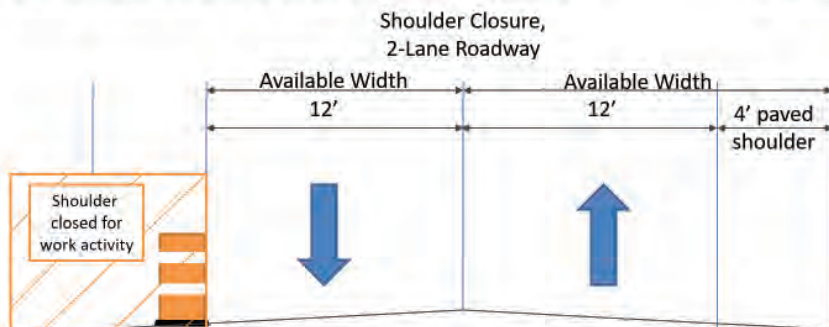 Shoulder Closure,
2-Lane Roadway
Available Width
Available Width
12’
12’
4’ paved
shoulder
Shoulder
closed for
work activity